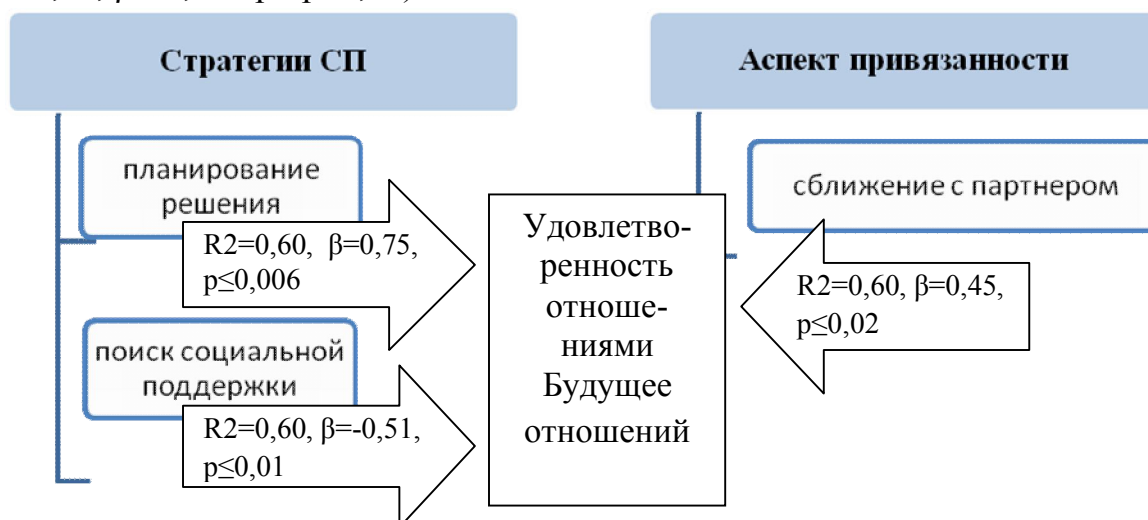 Стратегии СП
Аспект привязанности
планирование
решения
R2=0,60, β=0,75,
p≤0,006
поиск социальной
поддержки
R2=0,60, β=-0,51,
p≤0,01
Удовлетво-
ренность
отноше-
ниями
Будущее
отношений
сближение с партнером
R2=0,60, β=0,45,
p≤0,02